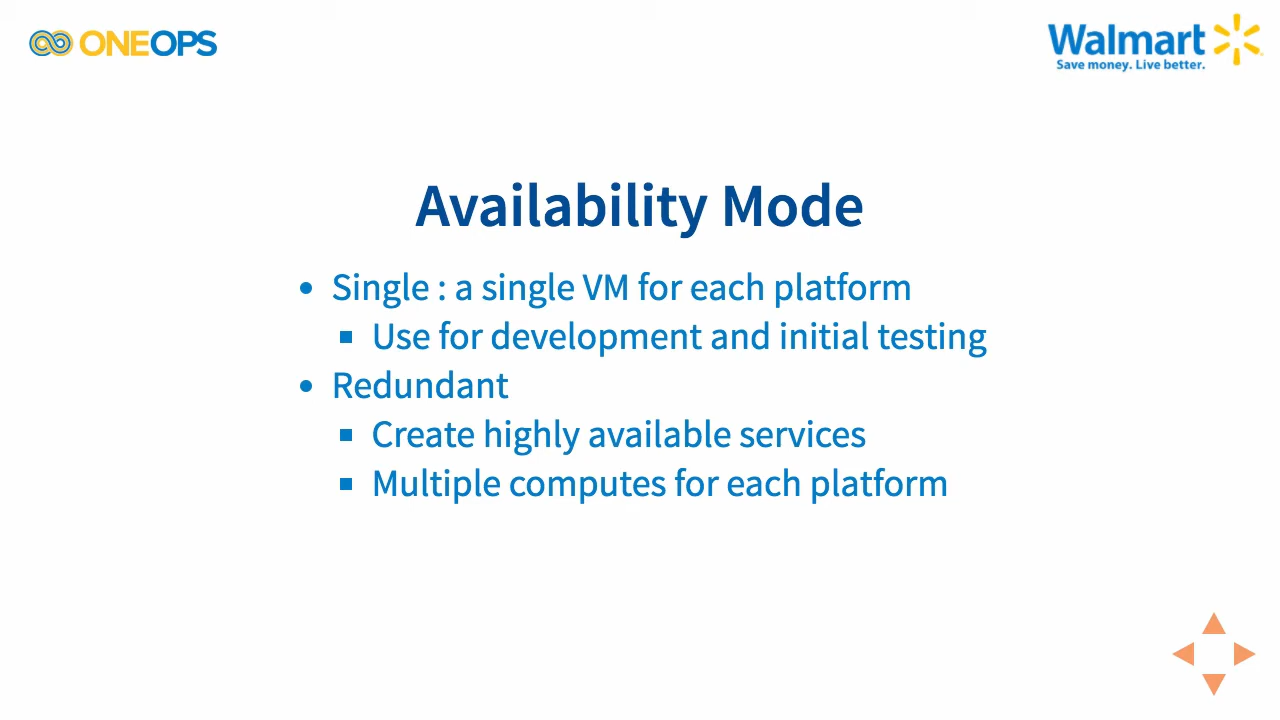 ONEOPS
Walmart
Save money. Live better.
Availability Mode
Single : a single VM for each platform
Use for development and initial testing
Redundant
Create highly available services
Multiple computes for each platform